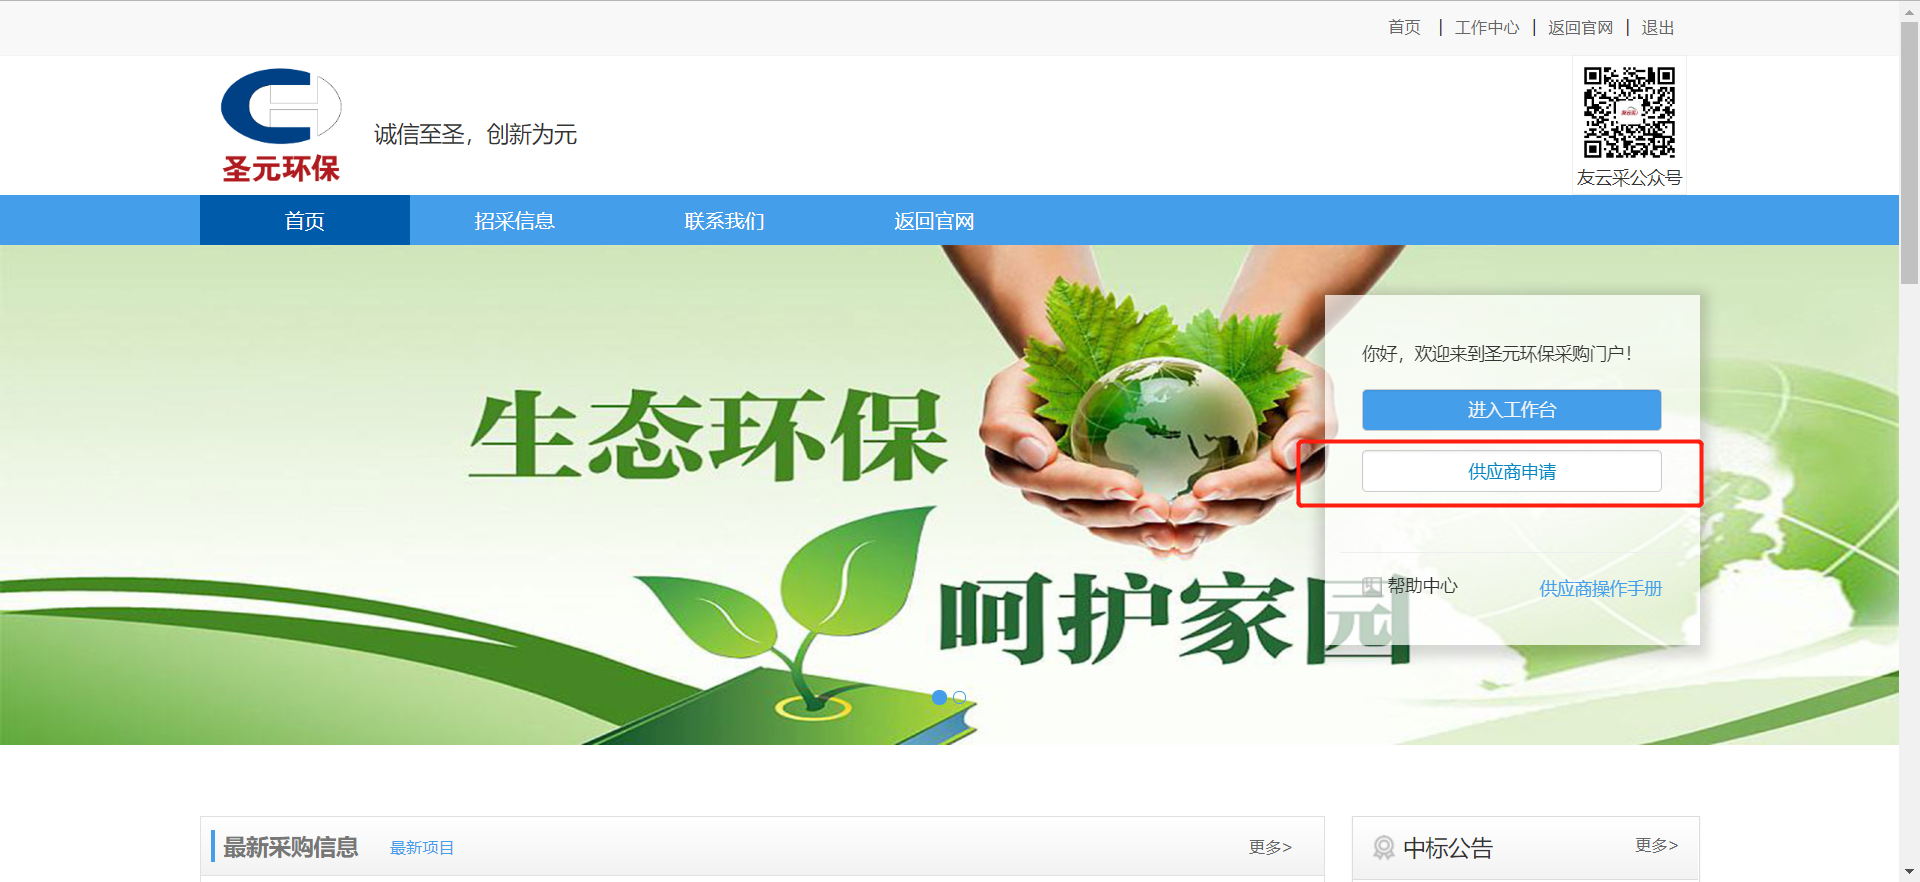 首页 | 工作中心 | 返回官网 | 退出
圣元环保
诚信至圣，创新为元
友云采公众号
首页 招采信息 联系我们 返回官网
生态环保
呵护家园
你好，欢迎来到圣元环保采购门户！
进入工作台
供应商申请
帮助中心 供应商操作手册
最新采购信息 最新项目 更多>
中标公告 更多>